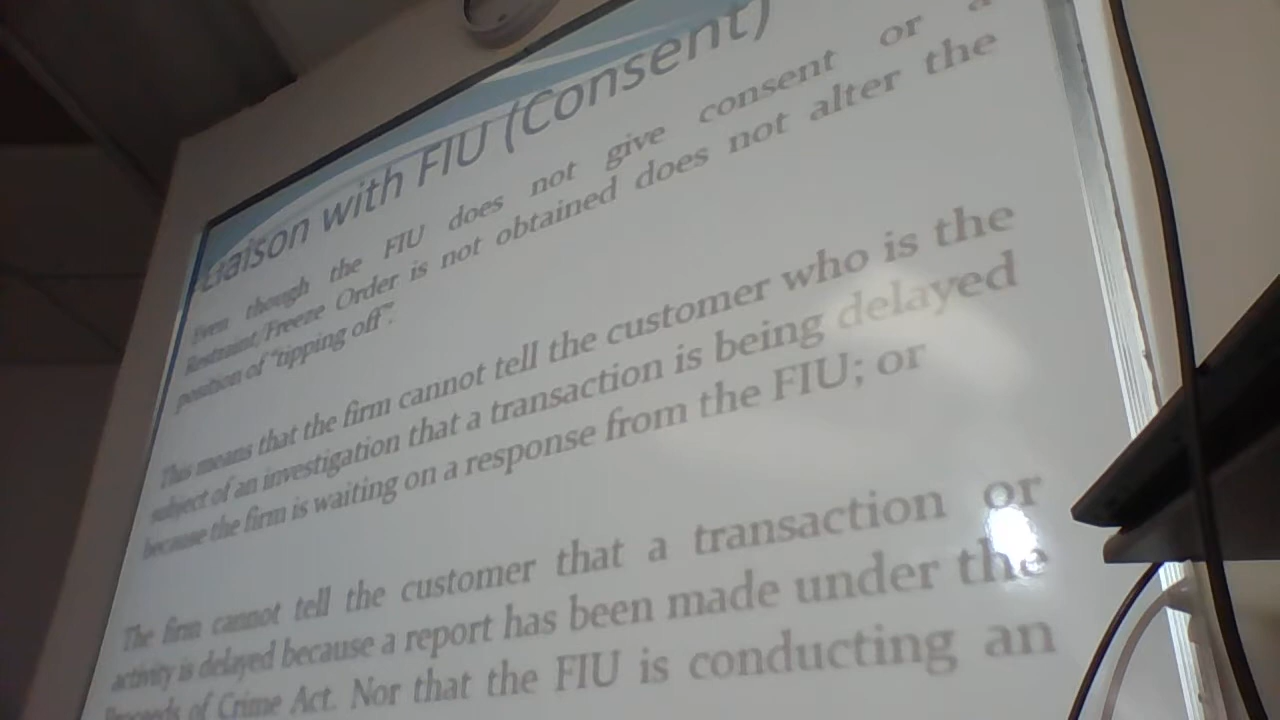 Liaison with FIU (Consent)
Even though the FIU does not give consent or a
Restraint/Freeze Order is not obtained does not alter the
position of "tipping off".
This means that the firm cannot tell the customer who is the
subject of an investigation that a transaction is being delayed
because the firm is waiting on a response from the FIU; or
The firm cannot tell the customer that a transaction or
activity is delayed because a report has been made under the
Proceeds of Crime Act. Nor that the FIU is conducting an